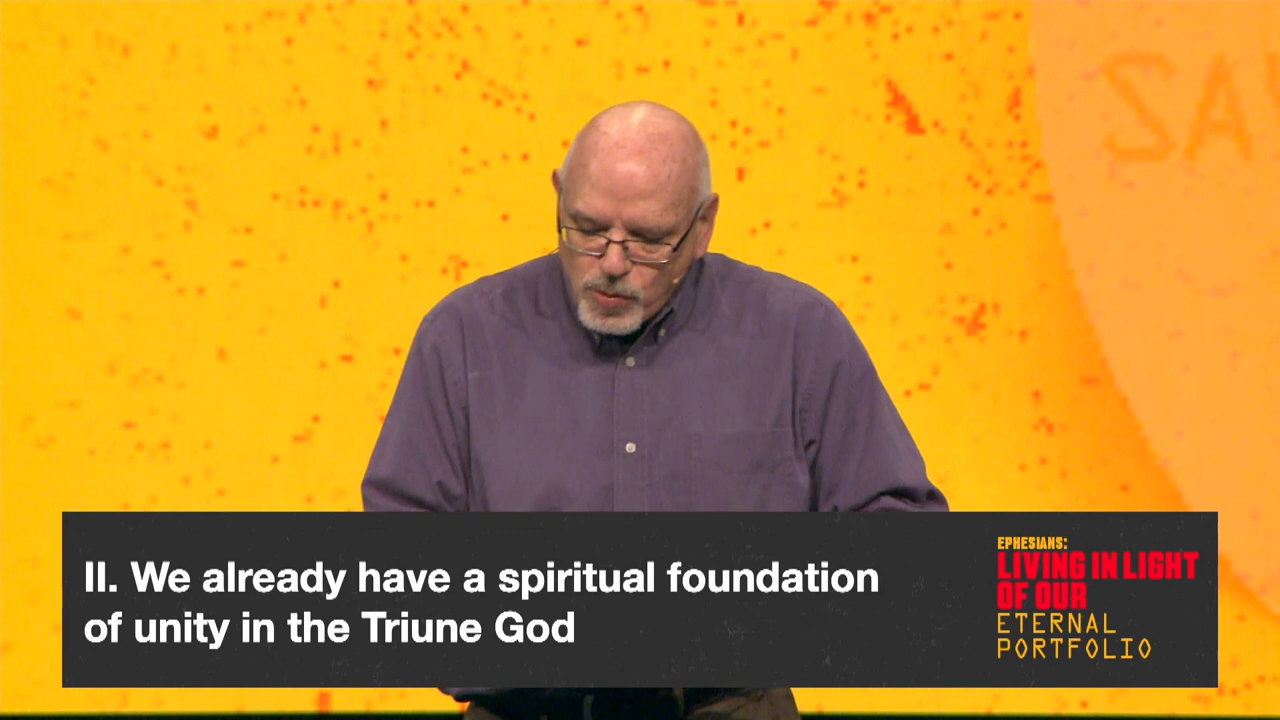 II. We already have a spiritual foundation
of unity in the Triune God
EPHESIANS:
LIVING IN LIGHT
OF OUR
ETERNAL
PORTFOLIO